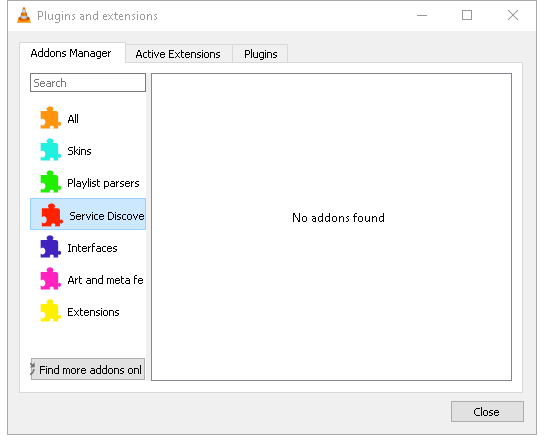 Plugins and extensions
Addons Manager
Active Extensions
Plugins
Search
All
Skins
Playlist parsers
Service Discove
Interfaces
Art and meta fe
Extensions
No addons found
Find more addons onl
Close